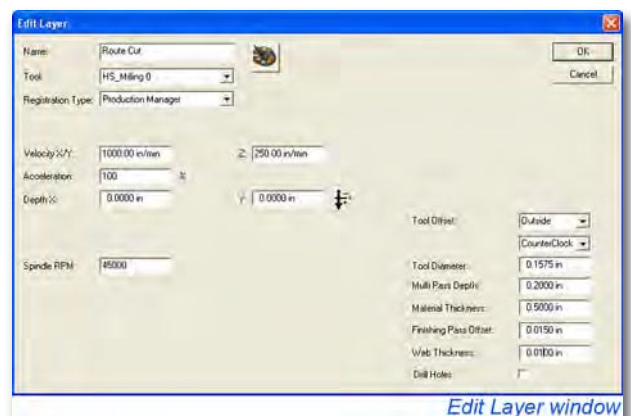 Edit Layer
Name: Route Cut
OK
Tool: HS_Milling 0
Cancel
Registration Type: Production Manager
Velocity X/Y: 1000.00 in/min Z: 250.00 in/min
Acceleration: 100 %
Depth X: 0.0000 in Y: 0.0000 in
Tool Offset: Outside
CounterClock
Spindle RPM: 45000
Tool Diameter: 0.1575 in
Multi Pass Depth: 0.2000 in
Material Thickness: 0.5000 in
Finishing Pass Offset: 0.0150 in
Web Thickness: 0.0100 in
Drill Holes:
Edit Layer window